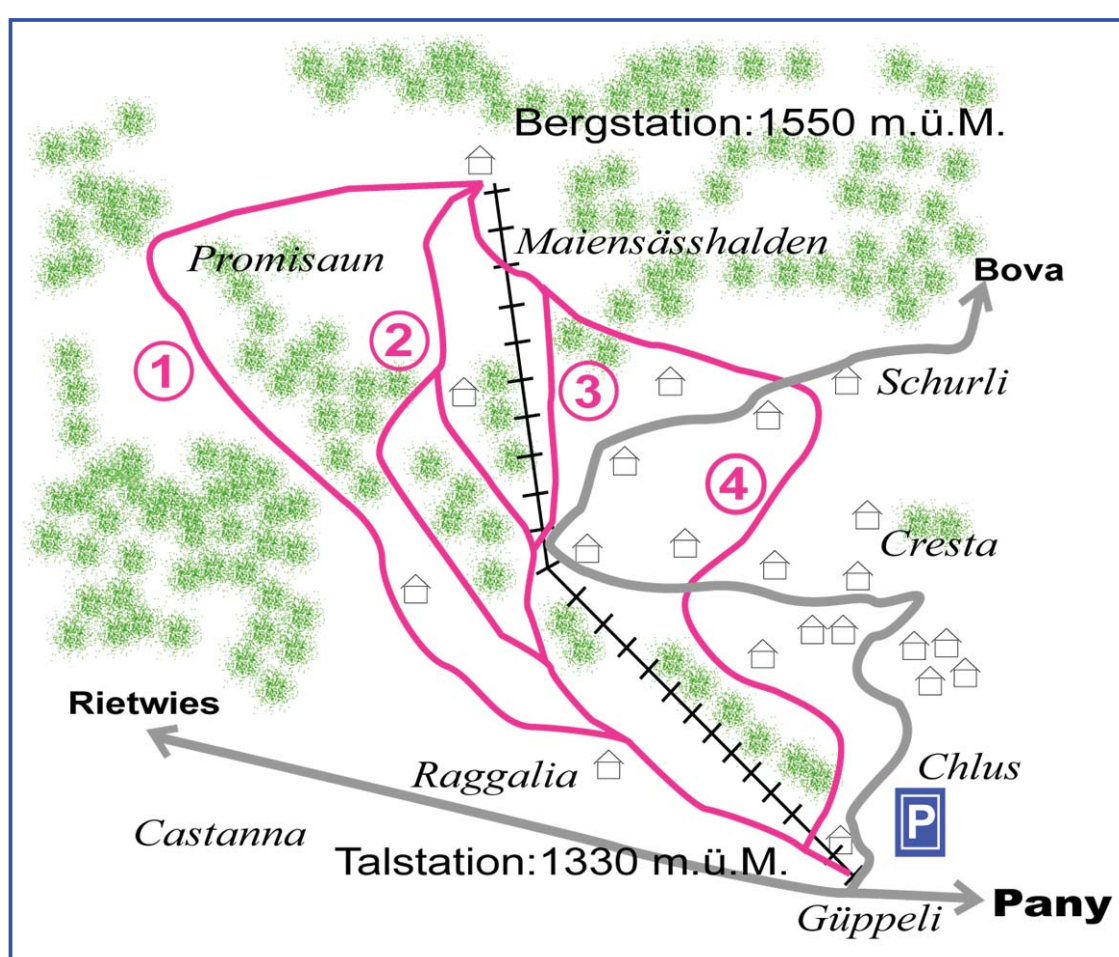 Bergstation:1550 m.ü.M.
Promisaun
Maiensässhalden
Bova
1
2
3
Schurli
4
Cresta
Rietwies
Raggalia
Chlus
P
Castanna
Talstation:1330 m.ü.M.
Güppeli
Pany